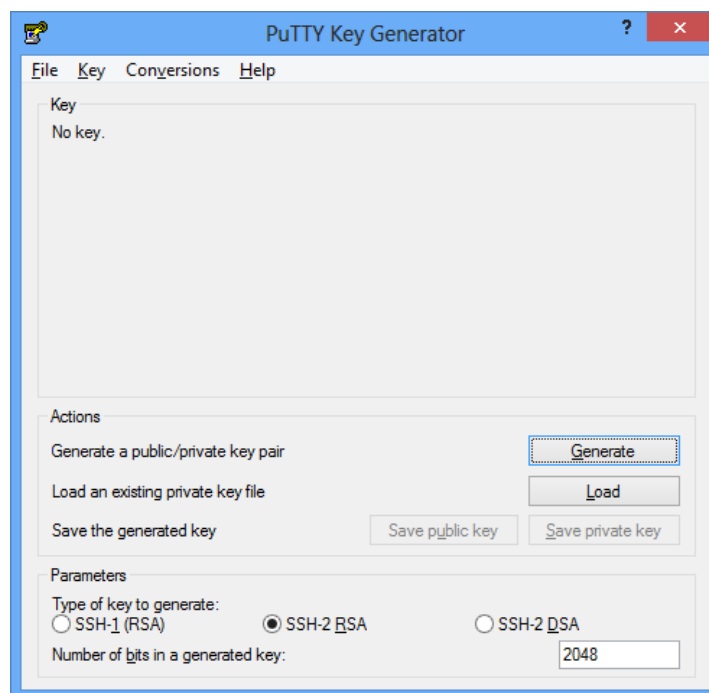 PuTTY Key Generator ? ×
File Key Conversions Help
Key
No key.
Actions
Generate a public/private key pair Generate
Load an existing private key file Load
Save the generated key Save public key Save private key
Parameters
Type of key to generate:
SSH-1 (RSA) SSH-2 RSA SSH-2 DSA
Number of bits in a generated key: 2048